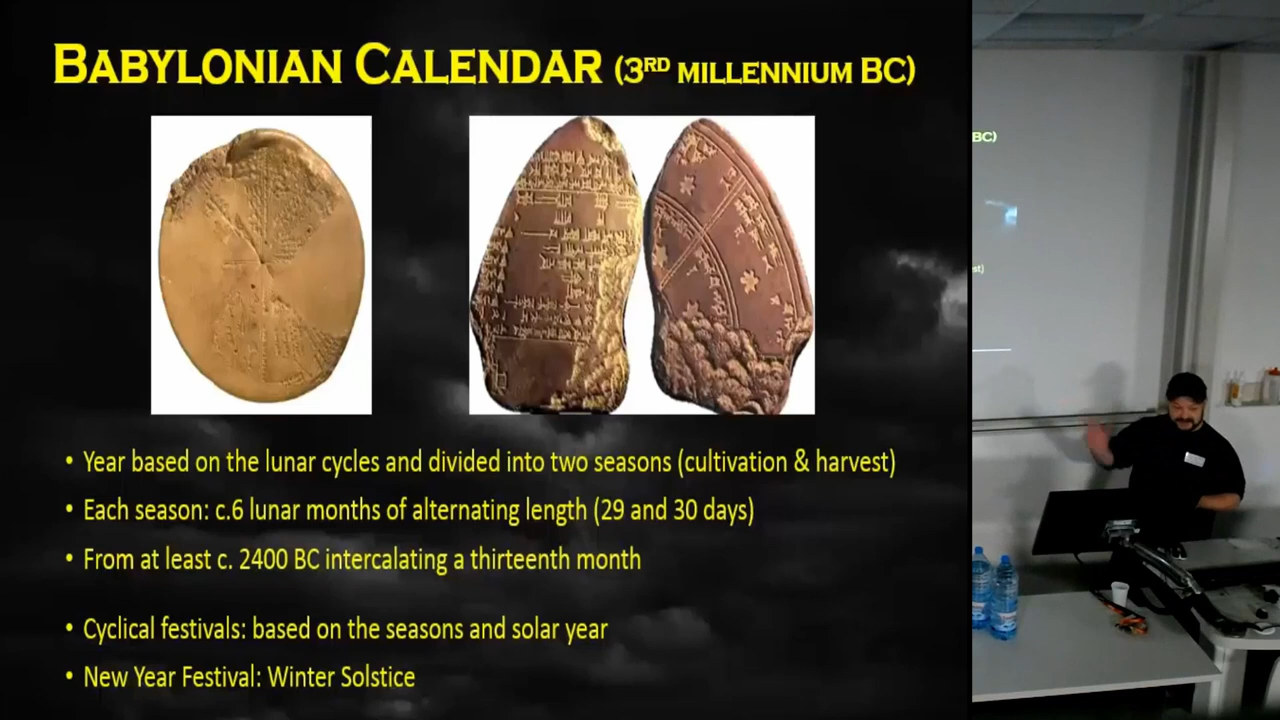 BABYLONIAN CALENDAR (3RD MILLENNIUM BC)
• Year based on the lunar cycles and divided into two seasons (cultivation & harvest)
• Each season: c.6 lunar months of alternating length (29 and 30 days)
• From at least c. 2400 BC intercalating a thirteenth month
• Cyclical festivals: based on the seasons and solar year
• New Year Festival: Winter Solstice
BC)